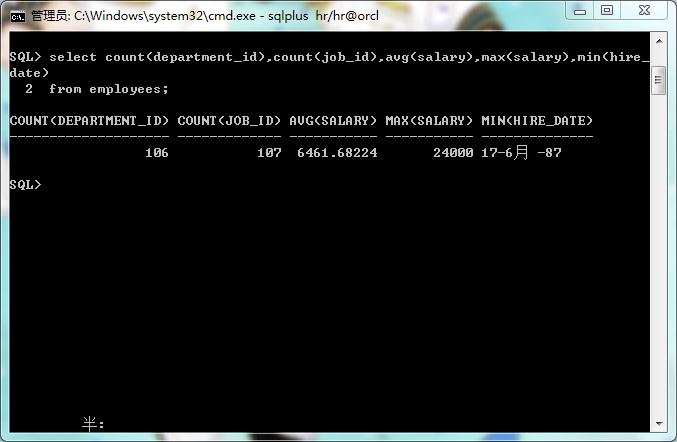 管理员: C:\Windows\system32\cmd.exe - sqlplus  hr/hr@orcl
SQL> select count(department_id),count(job_id),avg(salary),max(salary),min(hire_
date)
  2  from employees;
COUNT(DEPARTMENT_ID) COUNT(JOB_ID) AVG(SALARY) MAX(SALARY) MIN(HIRE_DATE)
-------------------- ------------- ----------- ----------- --------------
                 106           107  6461.68224       24000 17-6月 -87
SQL>
半: